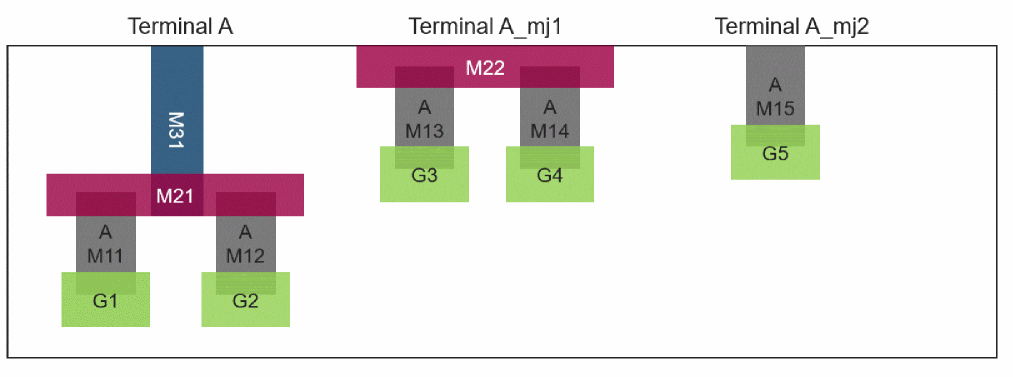 Terminal A
Terminal A_mj1
Terminal A_mj2
M31
M22
A
M13
A
M14
A
M15
G3
G4
G5
M21
A
M11
A
M12
G1
G2